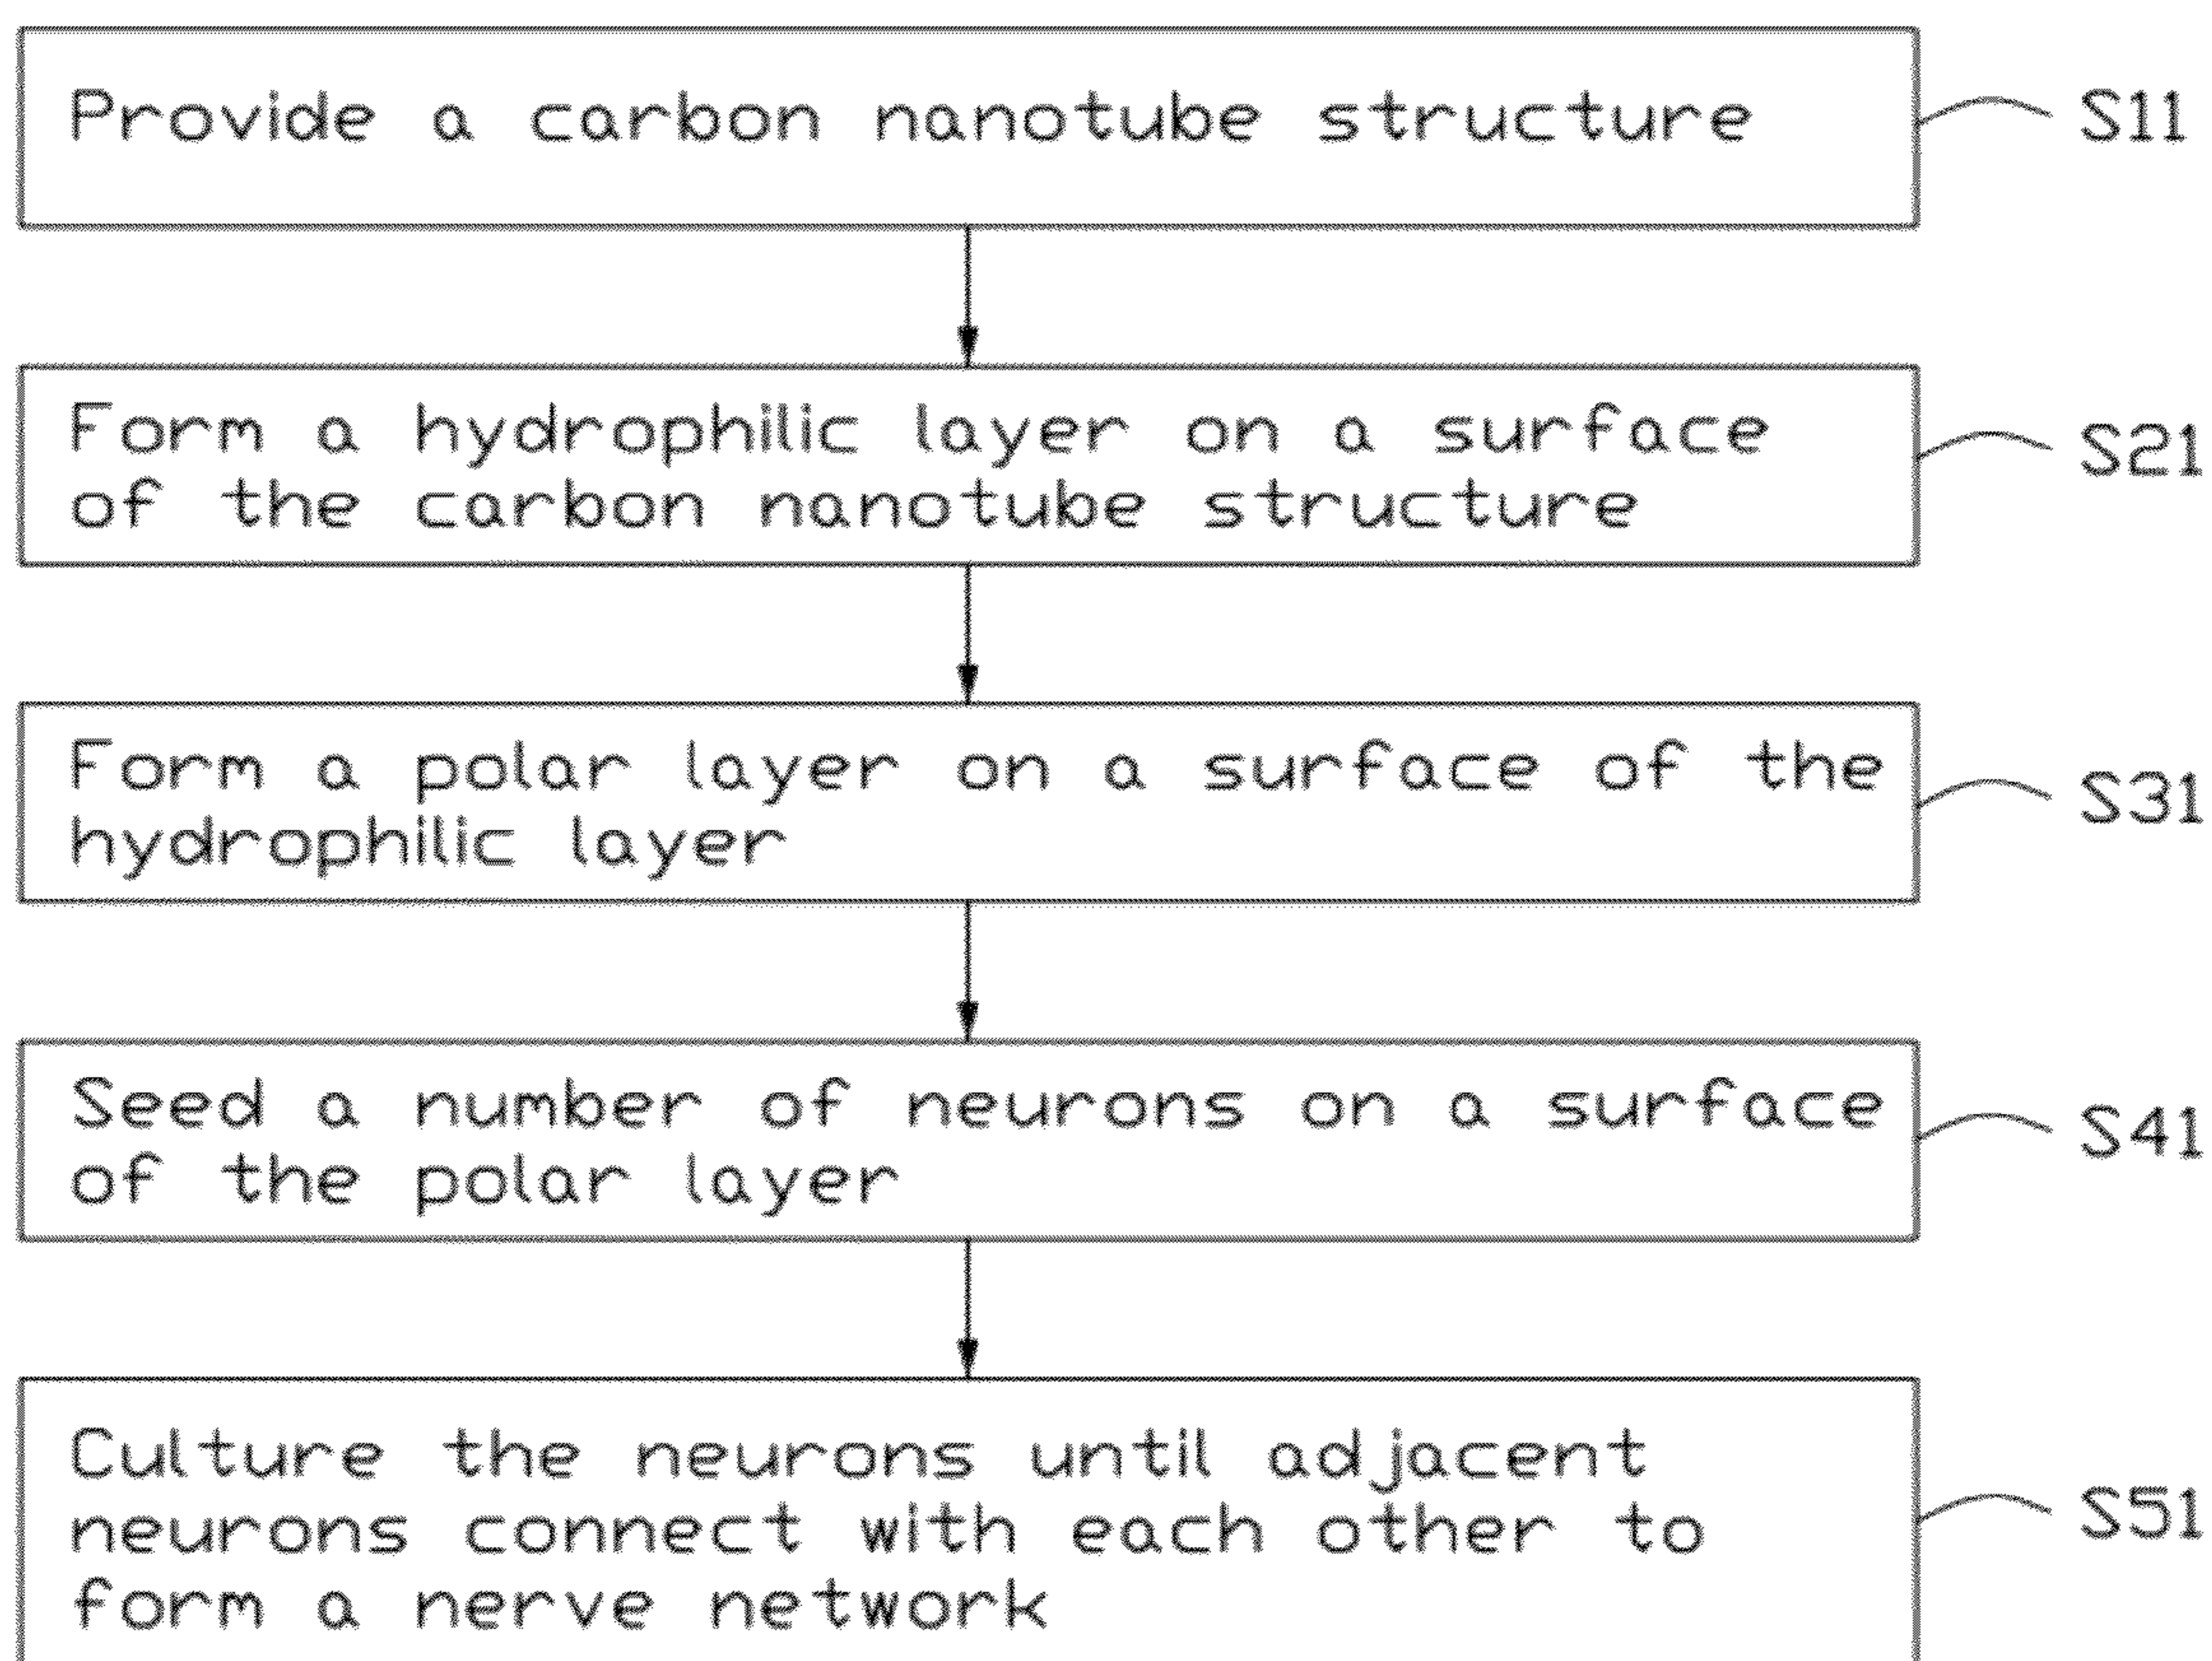 Provide a carbon nanotube structure
S11
Form a hydrophilic layer on a surface
of the carbon nanotube structure
S21
Form a polar layer on a surface of the
hydrophilic layer
S31
Seed a number of neurons on a surface
of the polar layer
S41
Culture the neurons until adjacent
neurons connect with each other to
form a nerve network
S51